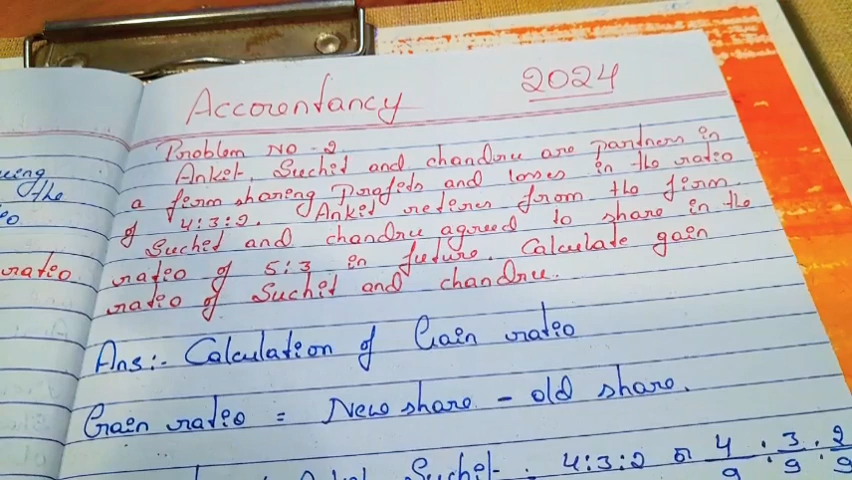 Accountancy 2024
Problem NO - 2
Anket, Suchit and chandru are partners in
a firm sharing Profits and losses in the ratio
of 4:3:2. Anket retires from the firm.
Suchit and chandru agreed to share in the
ratio of 5:3 in future. Calculate gain
ratio of Suchit and chandru.
Ans:- Calculation of Gain ratio
Gain ratio = New share - old share.
Suchit : 4:3:2 or 4/9 : 3/9 : 2/9
ration
the
ratio